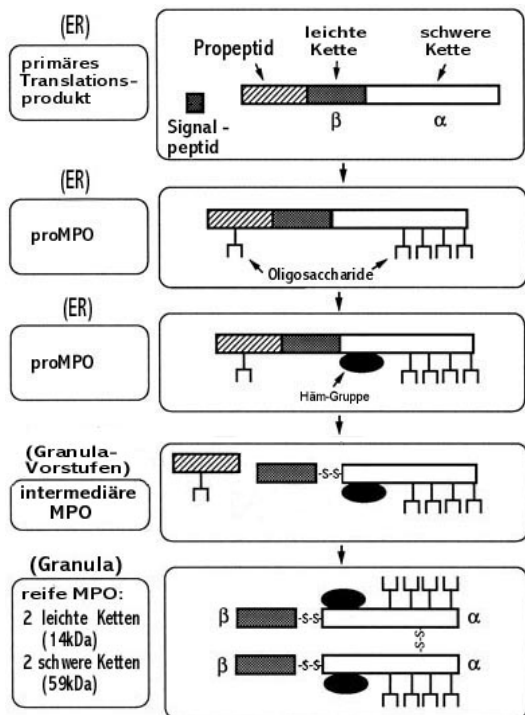 (ER)
primäres
Translations-
produkt
Propeptid
leichte
Kette
schwere
Kette
Signal -
peptid
β
α
(ER)
proMPO
Oligosaccharide
(ER)
proMPO
Häm-Gruppe
(Granula-
Vorstufen)
intermediäre
MPO
-s-s-
(Granula)
reife MPO:
2 leichte Ketten
(14kDa)
2 schwere Ketten
(59kDa)
β
-s-s-
α
-s-s-
β
-s-s-
α